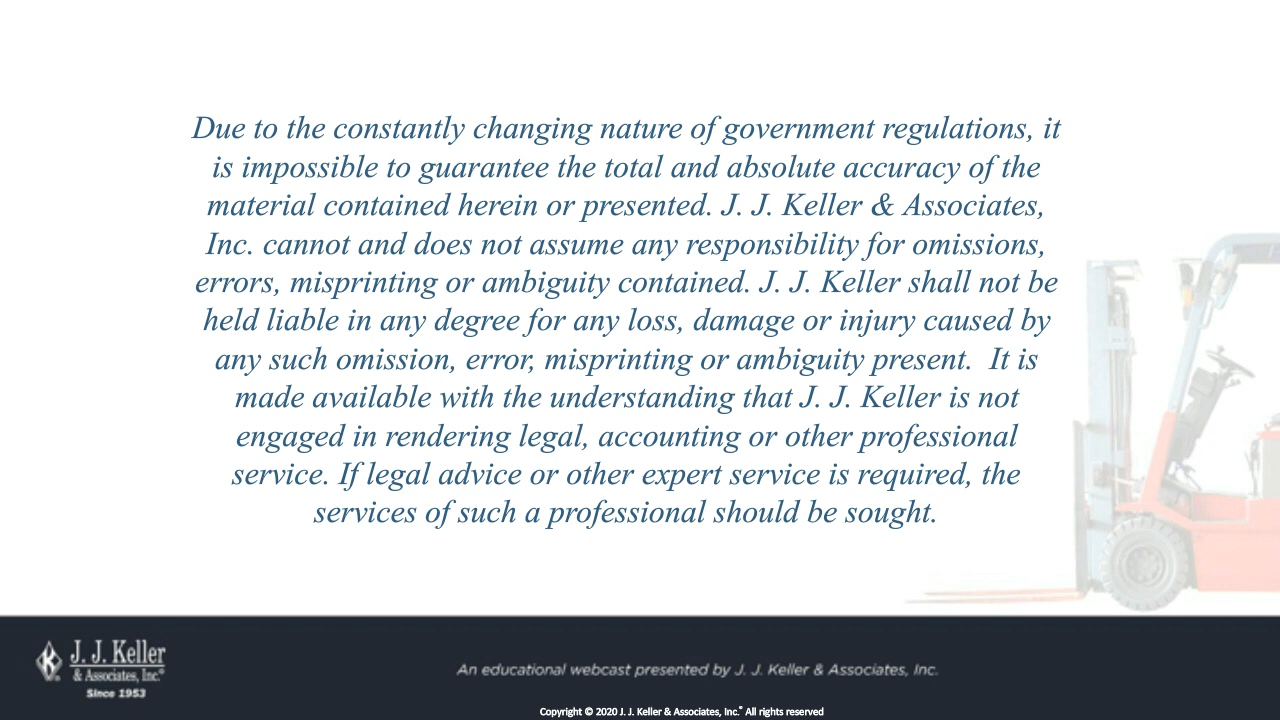 Due to the constantly changing nature of government regulations, it
is impossible to guarantee the total and absolute accuracy of the
material contained herein or presented. J. J. Keller & Associates,
Inc. cannot and does not assume any responsibility for omissions,
errors, misprinting or ambiguity contained. J. J. Keller shall not be
held liable in any degree for any loss, damage or injury caused by
any such omission, error, misprinting or ambiguity present.  It is
made available with the understanding that J. J. Keller is not
engaged in rendering legal, accounting or other professional
service. If legal advice or other expert service is required, the
services of such a professional should be sought.
J. J. Keller
& Associates, Inc.®
Since 1953
An educational webcast presented by J. J. Keller & Associates, Inc.
Copyright © 2020 J. J. Keller & Associates, Inc.® All rights reserved